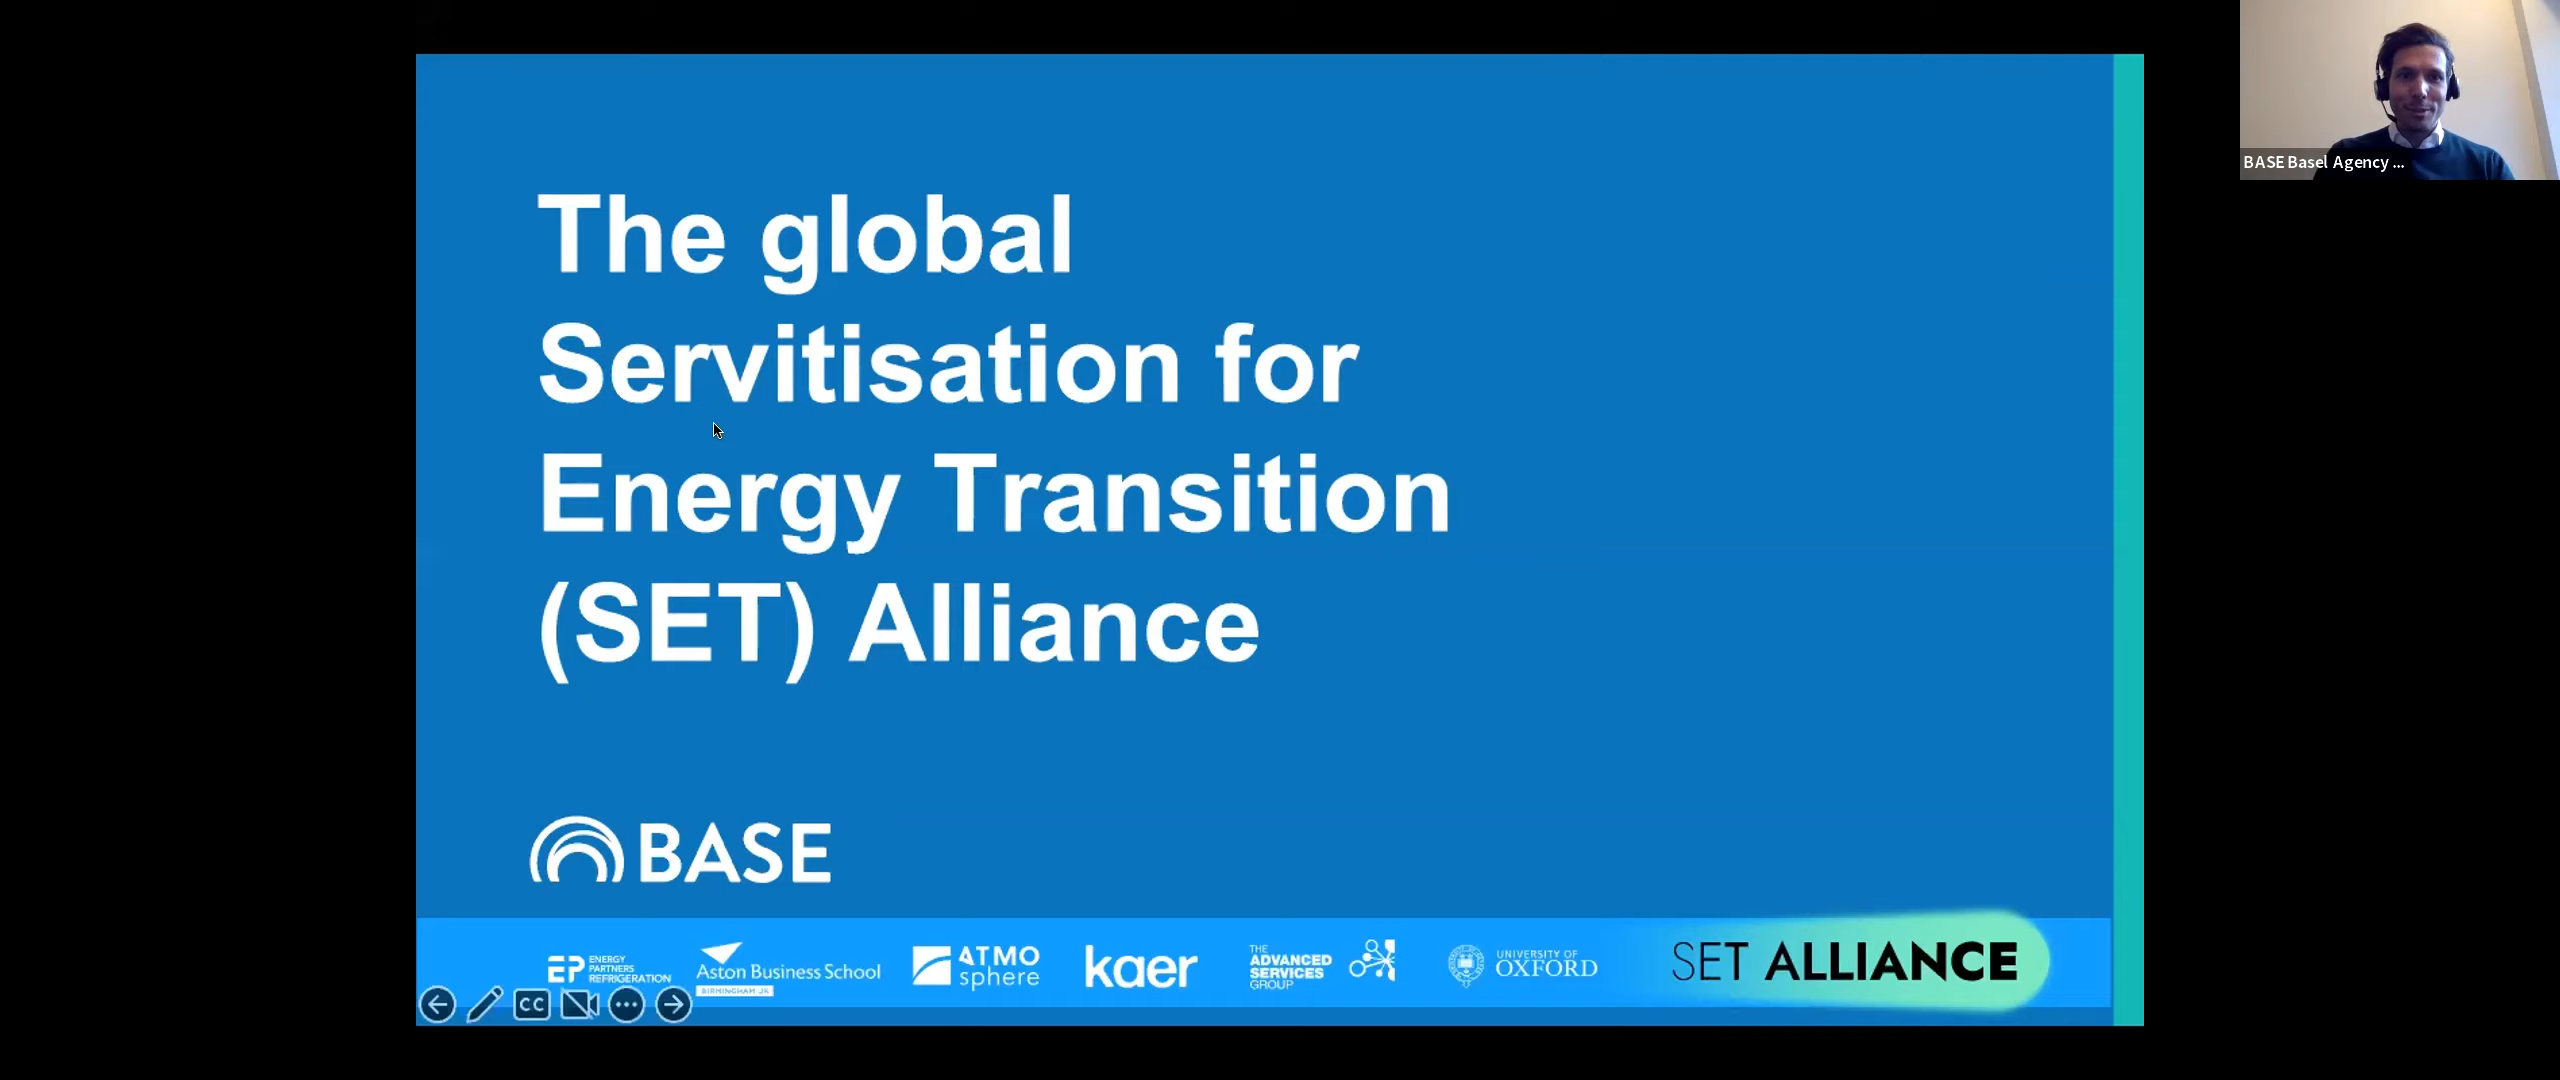 The global
Servitisation for
Energy Transition
(SET) Alliance
BASE
EP ENERGY
PARTNERS
REFRIGERATION
Aston Business School
BIRMINGHAM UK
ATMO
sphere
kaer
THE
ADVANCED
SERVICES
GROUP
UNIVERSITY OF
OXFORD
SET ALLIANCE
CC
BASE Basel Agency ...